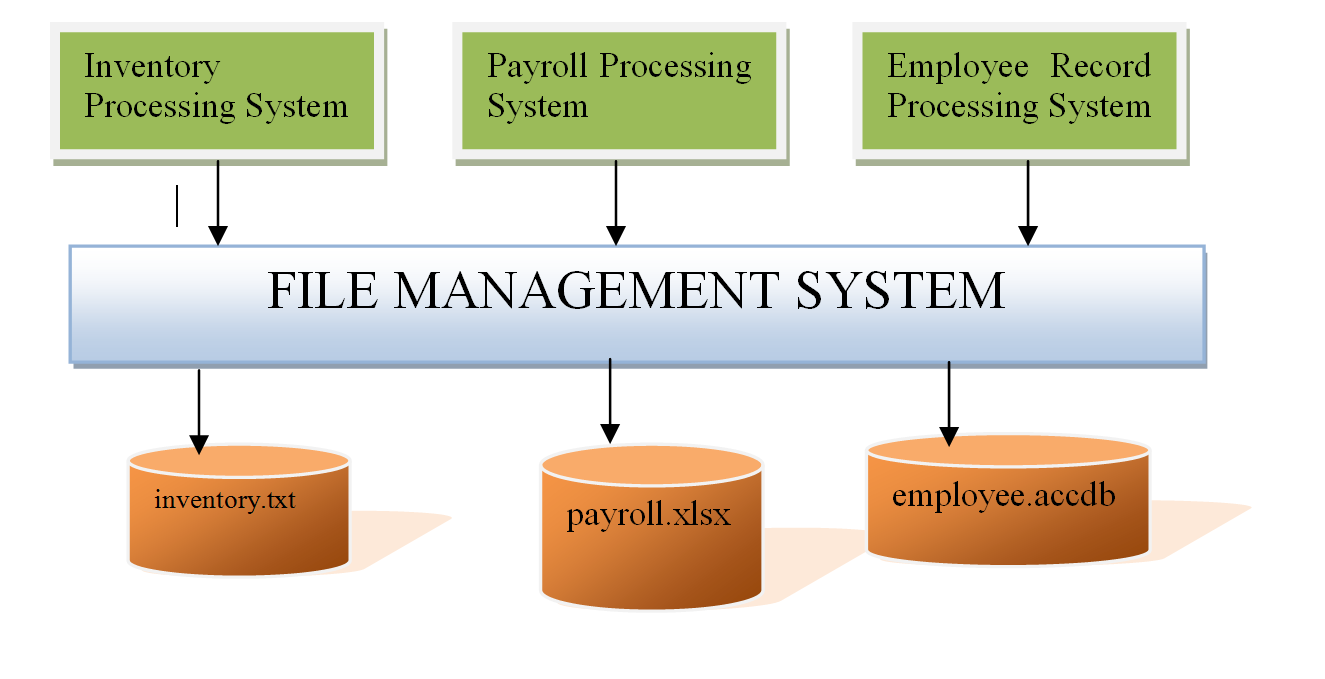 Inventory
Processing System
Payroll Processing
System
Employee Record
Processing System
FILE MANAGEMENT SYSTEM
inventory.txt
payroll.xlsx
employee.accdb